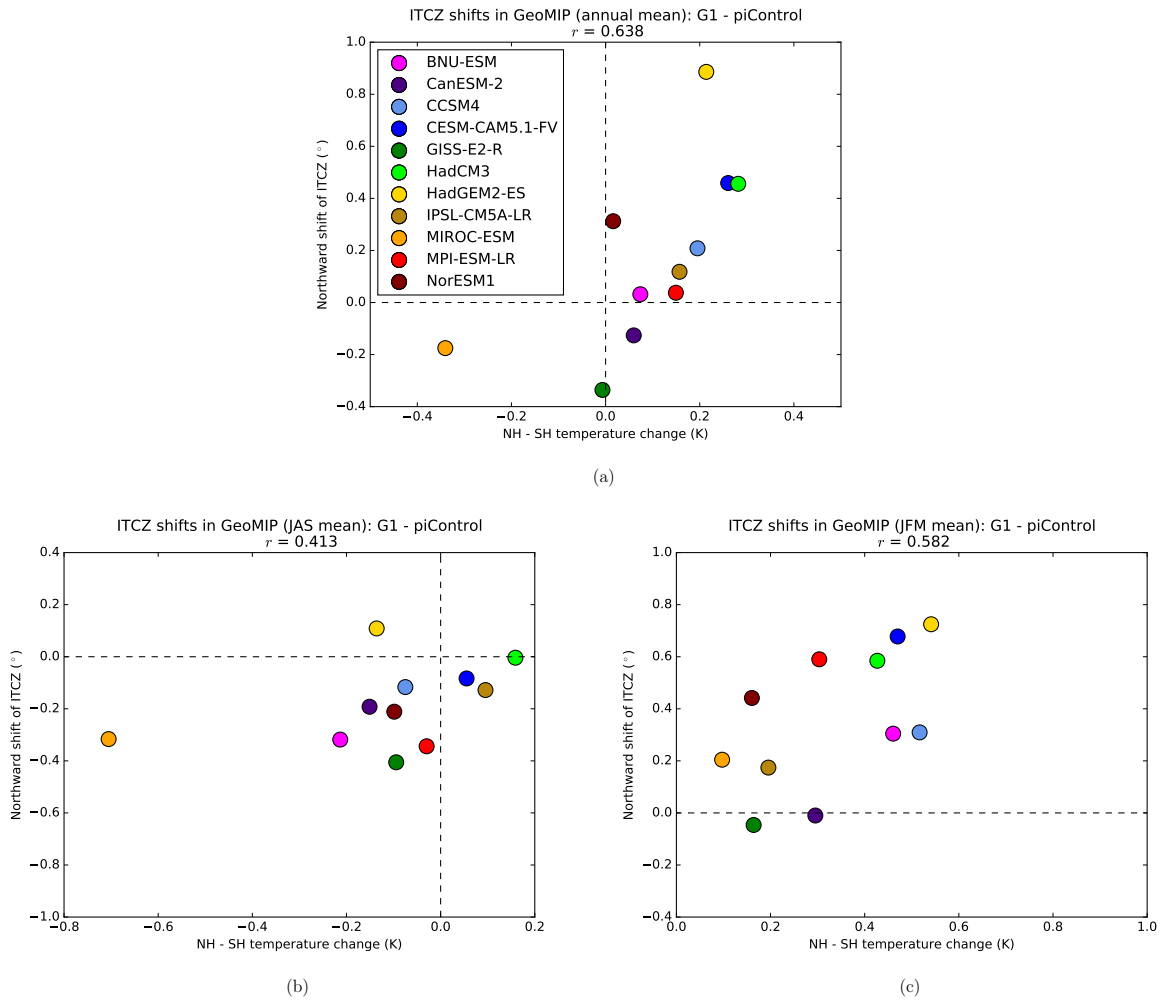 ITCZ shifts in GeoMIP (annual mean): G1 - piControl
r = 0.638
1.0
0.8
0.6
0.4
0.2
0.0
−0.2
−0.4
Northward shift of ITCZ (°)
BNU-ESM
CanESM-2
CCSM4
CESM-CAM5.1-FV
GISS-E2-R
HadCM3
HadGEM2-ES
IPSL-CM5A-LR
MIROC-ESM
MPI-ESM-LR
NorESM1
−0.4 −0.2 0.0 0.2 0.4
NH - SH temperature change (K)
(a)
ITCZ shifts in GeoMIP (JAS mean): G1 - piControl
r = 0.413
0.4
0.2
0.0
−0.2
−0.4
−0.6
−0.8
−1.0
Northward shift of ITCZ (°)
−0.8 −0.6 −0.4 −0.2 0.0 0.2
NH - SH temperature change (K)
(b)
ITCZ shifts in GeoMIP (JFM mean): G1 - piControl
r = 0.582
1.0
0.8
0.6
0.4
0.2
0.0
−0.2
−0.4
Northward shift of ITCZ (°)
0.0 0.2 0.4 0.6 0.8 1.0
NH - SH temperature change (K)
(c)